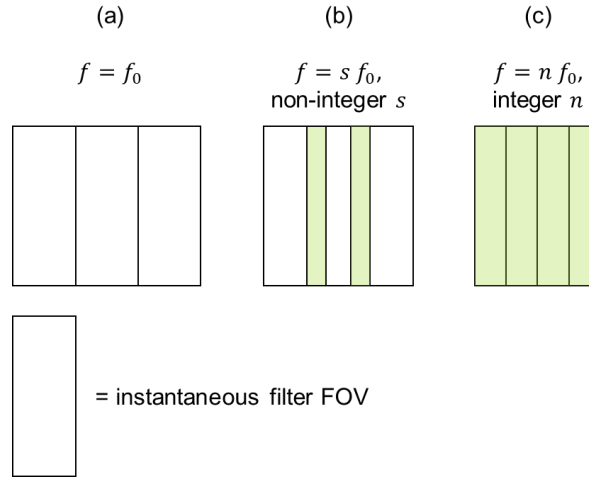 (a)
(b)
(c)
f = f₀
f = s f₀,
non-integer s
f = n f₀,
integer n
= instantaneous filter FOV